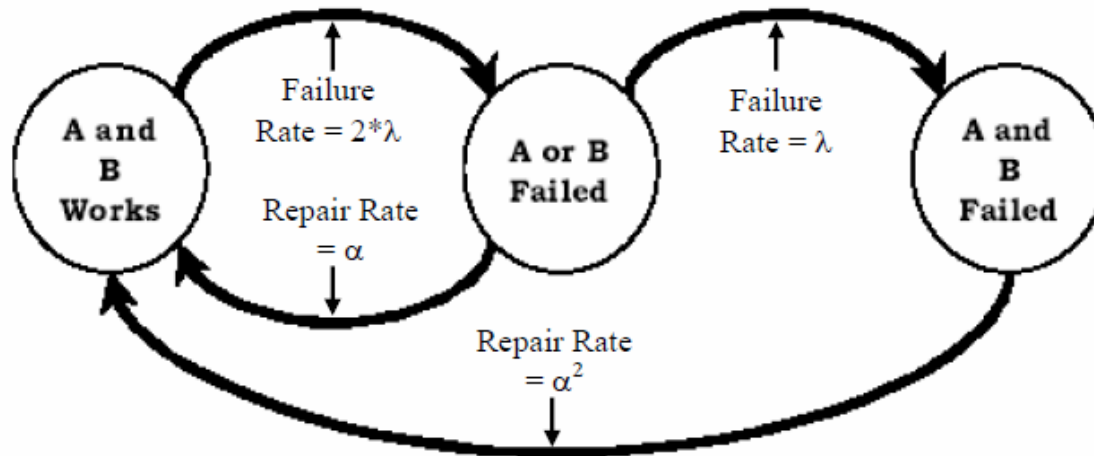 A and
B
Works
Failure
Rate = 2*λ
Repair Rate
= α
A or B
Failed
Failure
Rate = λ
A and
B
Failed
Repair Rate
= α²